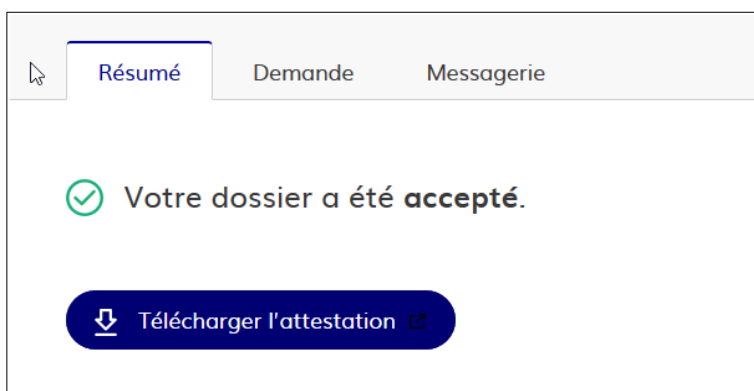 Résumé Demande Messagerie
Votre dossier a été accepté.
Télécharger l'attestation